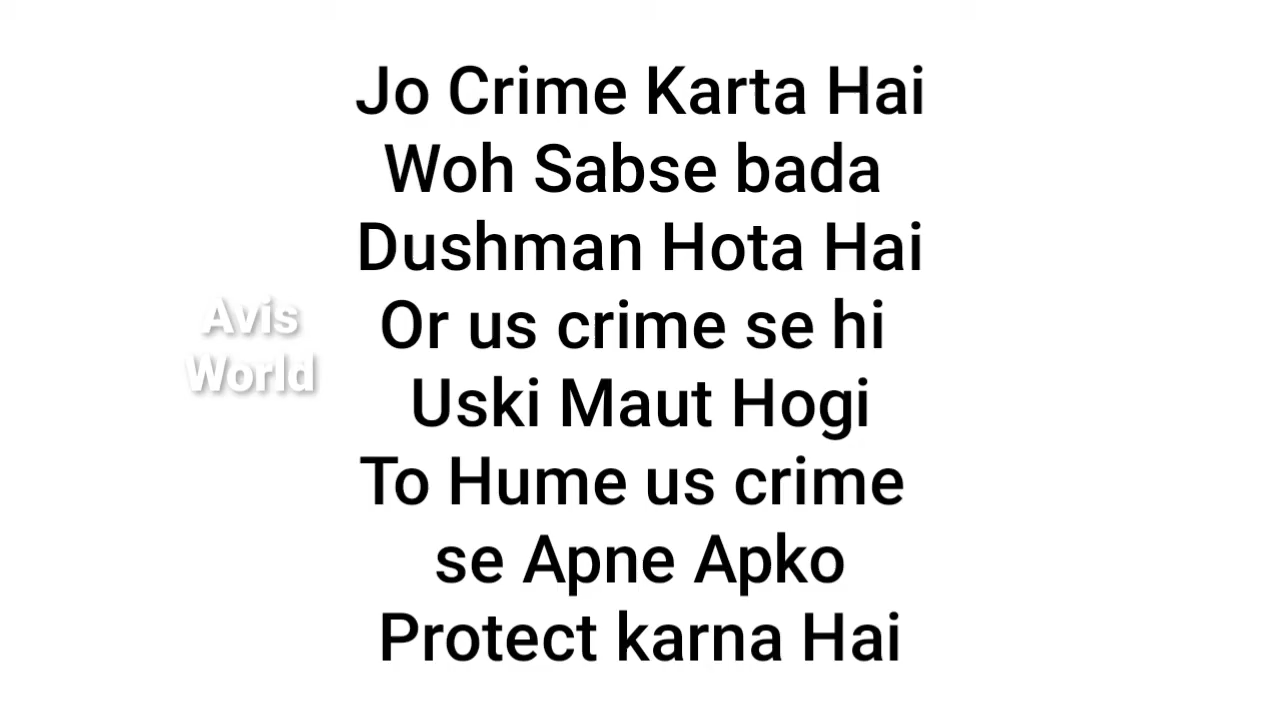 Jo Crime Karta Hai
Woh Sabse bada
Dushman Hota Hai
Or us crime se hi
Uski Maut Hogi
To Hume us crime
se Apne Apko
Protect karna Hai
Avis
World